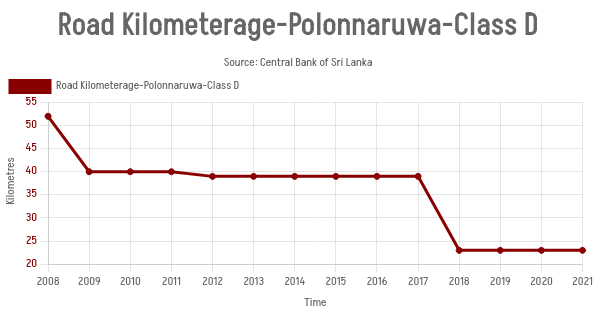 Road Kilometerage-Polonnaruwa-Class D
Source: Central Bank of Sri Lanka
Road Kilometerage-Polonnaruwa-Class D
55
50
45
40
35
30
25
20
Kilometres
2008 2009 2010 2011 2012 2013 2014 2015 2016 2017 2018 2019 2020 2021
Time